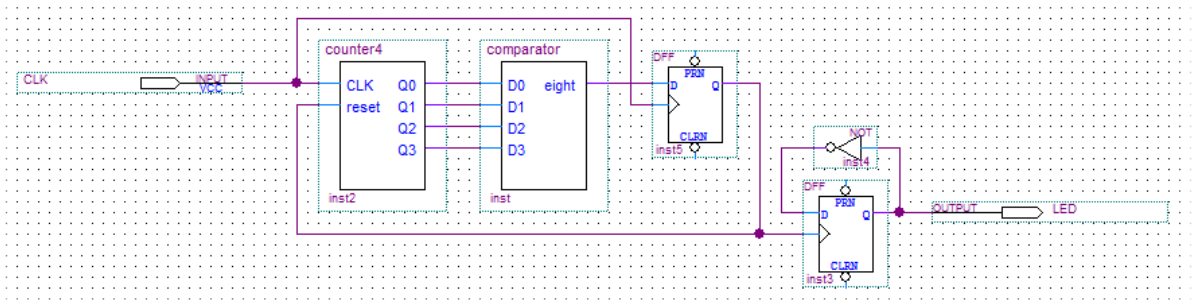 CLK
INPUT
VCC
counter4
CLK
reset
Q0
Q1
Q2
Q3
inst2
comparator
D0
D1
D2
D3
eight
inst
DFF
PRN
D
Q
CLRN
inst5
NOT
inst4
DFF
PRN
D
Q
CLRN
inst3
OUTPUT
LED